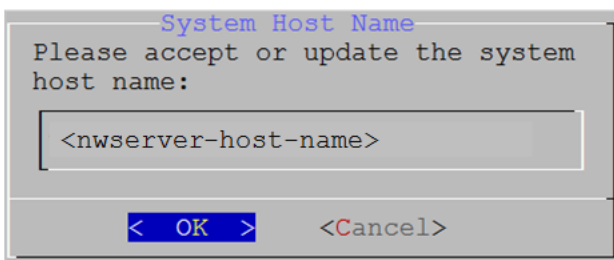 System Host Name
Please accept or update the system
host name:
<nwserver-host-name>
< OK > <Cancel>